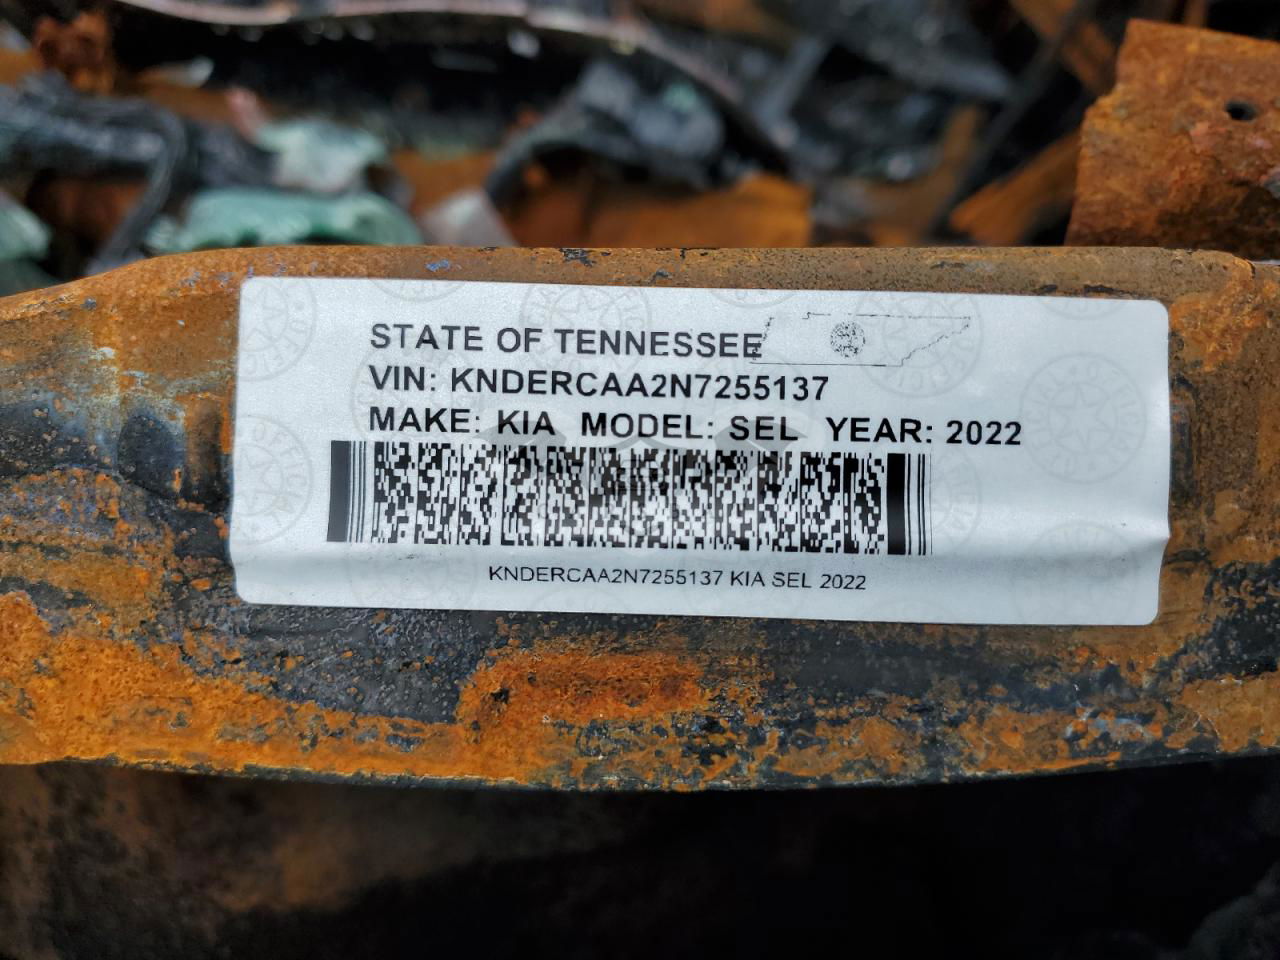 STATE OF TENNESSEE
VIN: KNDERCAA2N7255137
MAKE: KIA MODEL: SEL YEAR: 2022
KNDERCAA2N7255137 KIA SEL 2022